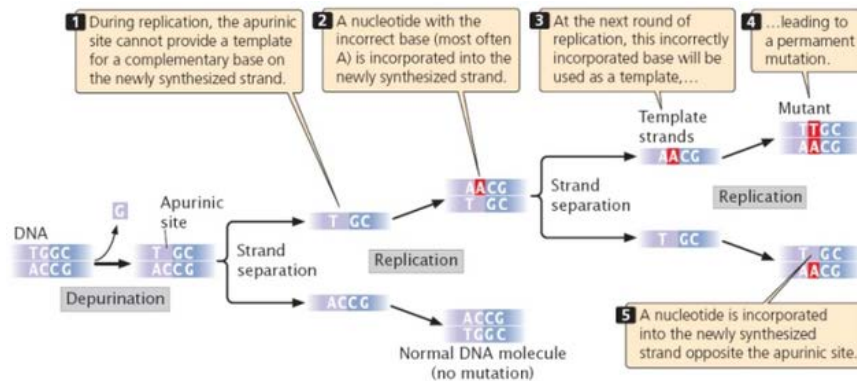 1 During replication, the apurinic
site cannot provide a template
for a complementary base on
the newly synthesized strand.
2 A nucleotide with the
incorrect base (most often
A) is incorporated into the
newly synthesized strand.
3 At the next round of
replication, this incorrectly
incorporated base will be
used as a template,…
4 …leading to
a permament
mutation.
Template
strands
Mutant
TTGC
AACG
AACG
AACG
T GC
Strand
separation
Replication
G
Apurinic
site
DNA
TGGC
ACCG
T GC
ACCG
Depurination
Strand
separation
T GC
Replication
ACCG
ACCG
TGGC
Normal DNA molecule
(no mutation)
T GC
T GC
A CG
5 A nucleotide is incorporated
into the newly synthesized
strand opposite the apurinic site.